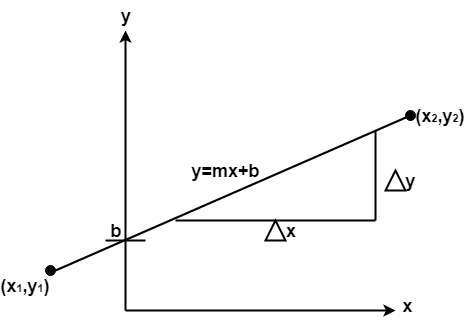 y
(x₂,y₂)
y=mx+b
△y
b
△x
(x₁,y₁)
x